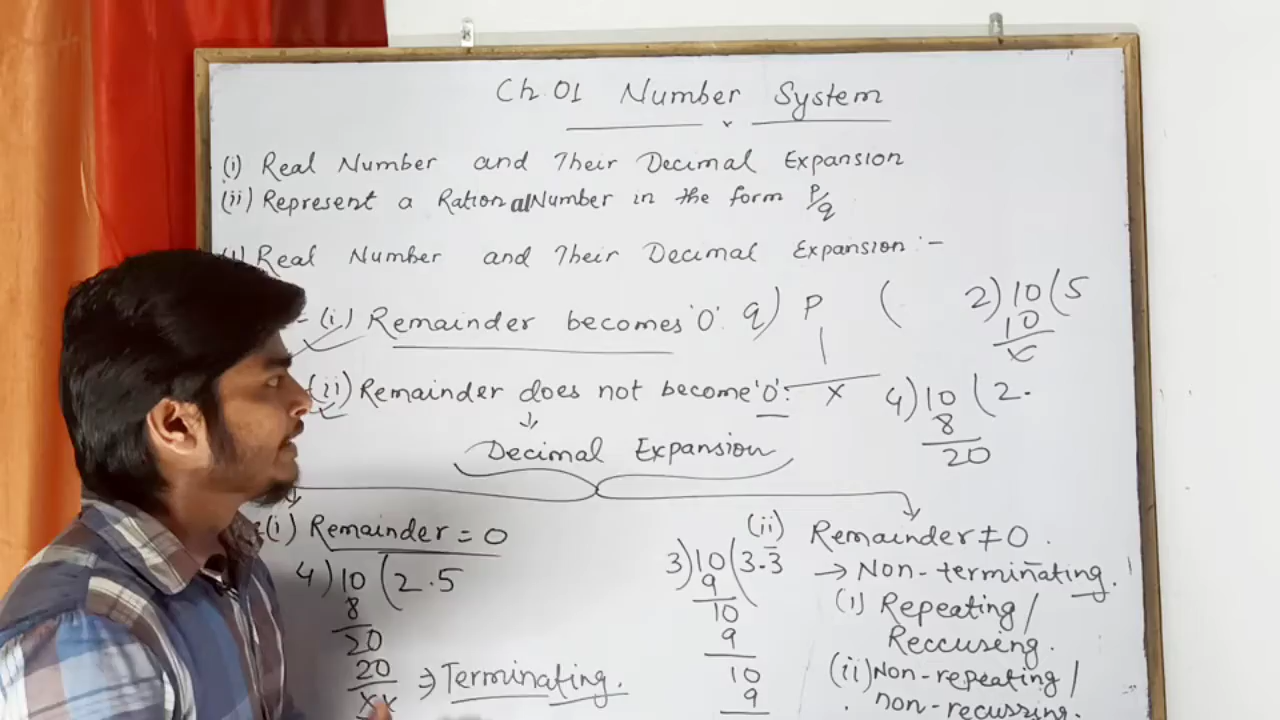 Ch. 01 Number System
(i) Real Number and Their Decimal Expansion
(ii) Represent a Rational Number in the form P/q
Real Number and Their Decimal Expansion :-
(i) Remainder becomes '0'. q) P (
x
2) 10 (5
10
x
(ii) Remainder does not become '0'.
4) 10 (2.
8
20
Decimal Expansion
(i) Remainder = 0
4) 10 (2.5
8
20
20
xx
⇒ Terminating.
(ii) Remainder ≠ 0.
3) 10 (3.3̅
9
10
9
10
9
→ Non-terminating.
(i) Repeating /
Reccusing.
(ii) Non-repeating /
non-recussing.